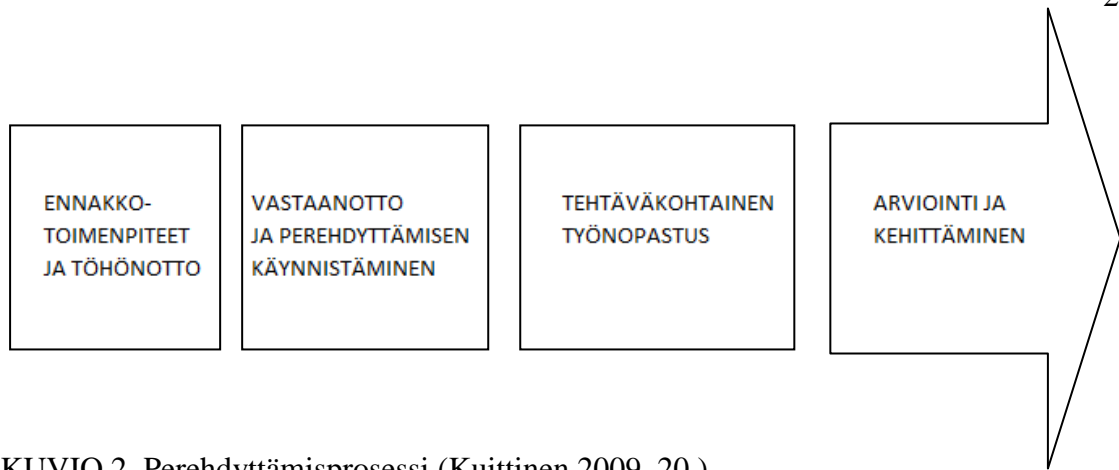 2
ENNAKKO-
TOIMENPITEET
JA TÖHÖNOTTO
VASTAANOTTO
JA PEREHDYTTÄMISEN
KÄYNNISTÄMINEN
TEHTÄVÄKOHTAINEN
TYÖNOPASTUS
ARVIOINTI JA
KEHITTÄMINEN
KUVIO 2. Perehdyttämisprosessi (Kuittinen 2009, 20.)